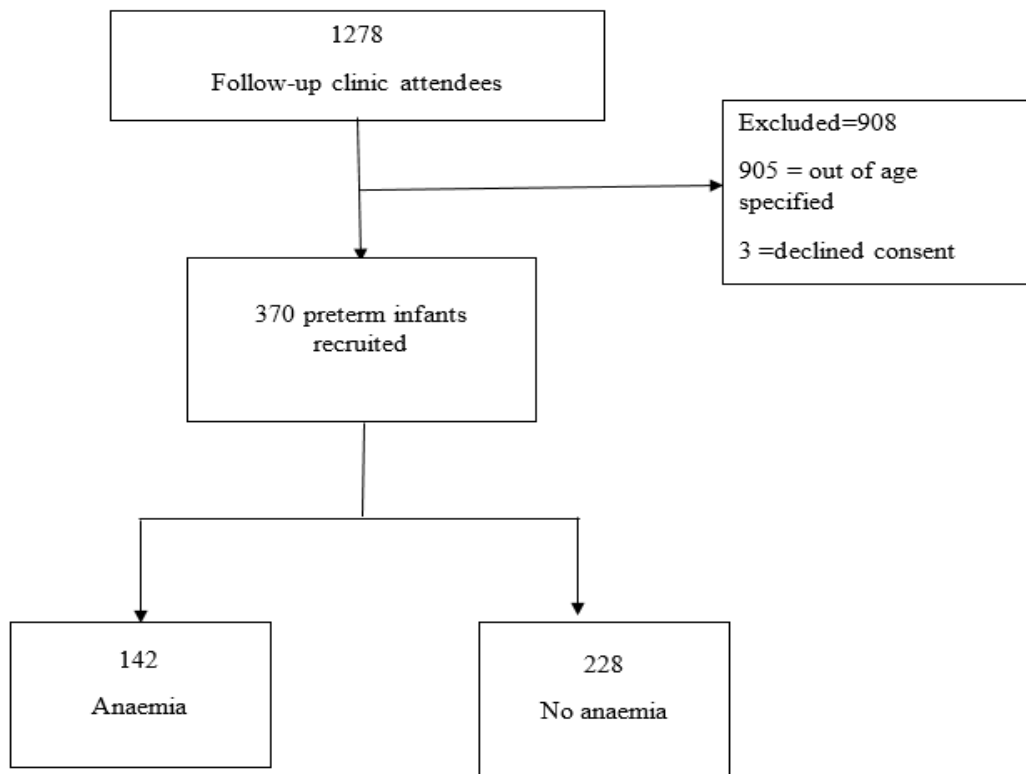 1278
Follow-up clinic attendees
Excluded=908
905 = out of age
specified
3 =declined consent
370 preterm infants
recruited
142
Anaemia
228
No anaemia